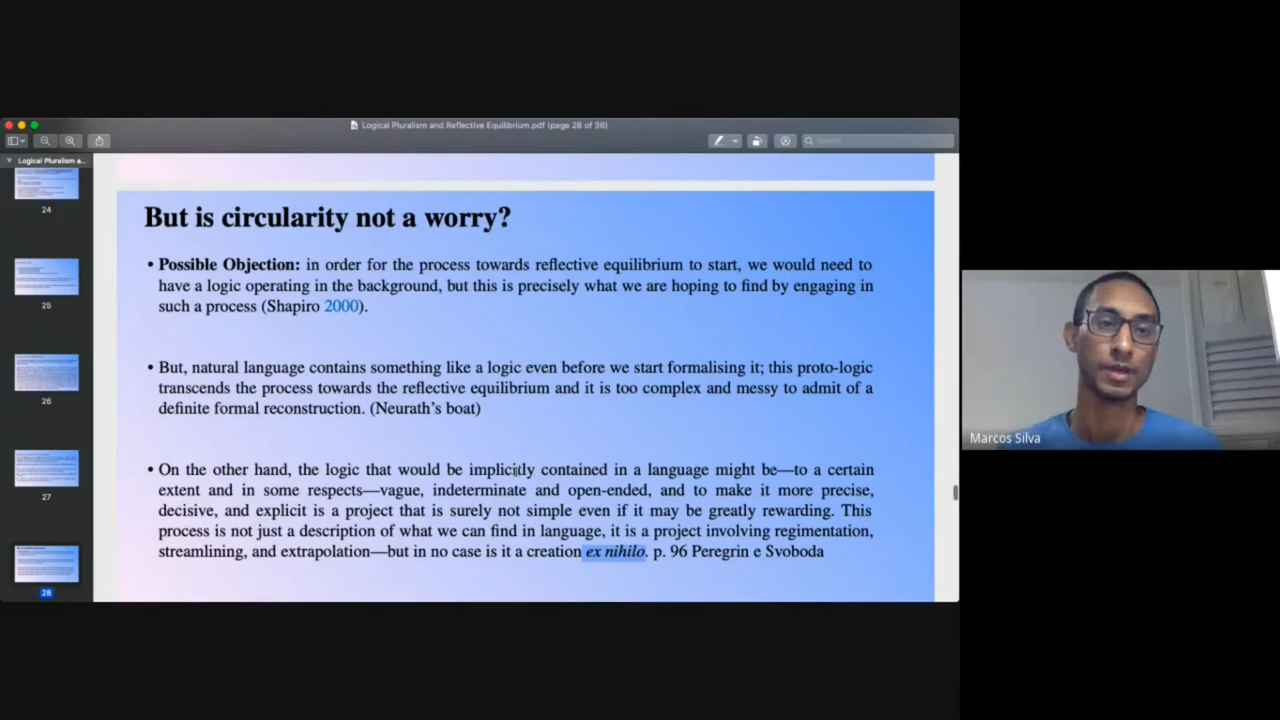 Logical Pluralism and Reflective Equilibrium.pdf (page 28 of 36)
Search
Logical Pluralism a...
24
25
26
27
28
But is circularity not a worry?
• Possible Objection: in order for the process towards reflective equilibrium to start, we would need to
have a logic operating in the background, but this is precisely what we are hoping to find by engaging in
such a process (Shapiro 2000).
• But, natural language contains something like a logic even before we start formalising it; this proto-logic
transcends the process towards the reflective equilibrium and it is too complex and messy to admit of a
definite formal reconstruction. (Neurath's boat)
• On the other hand, the logic that would be implicitly contained in a language might be—to a certain
extent and in some respects—vague, indeterminate and open-ended, and to make it more precise,
decisive, and explicit is a project that is surely not simple even if it may be greatly rewarding. This
process is not just a description of what we can find in language, it is a project involving regimentation,
streamlining, and extrapolation—but in no case is it a creation ex nihilo. p. 96 Peregrin e Svoboda
Marcos Silva